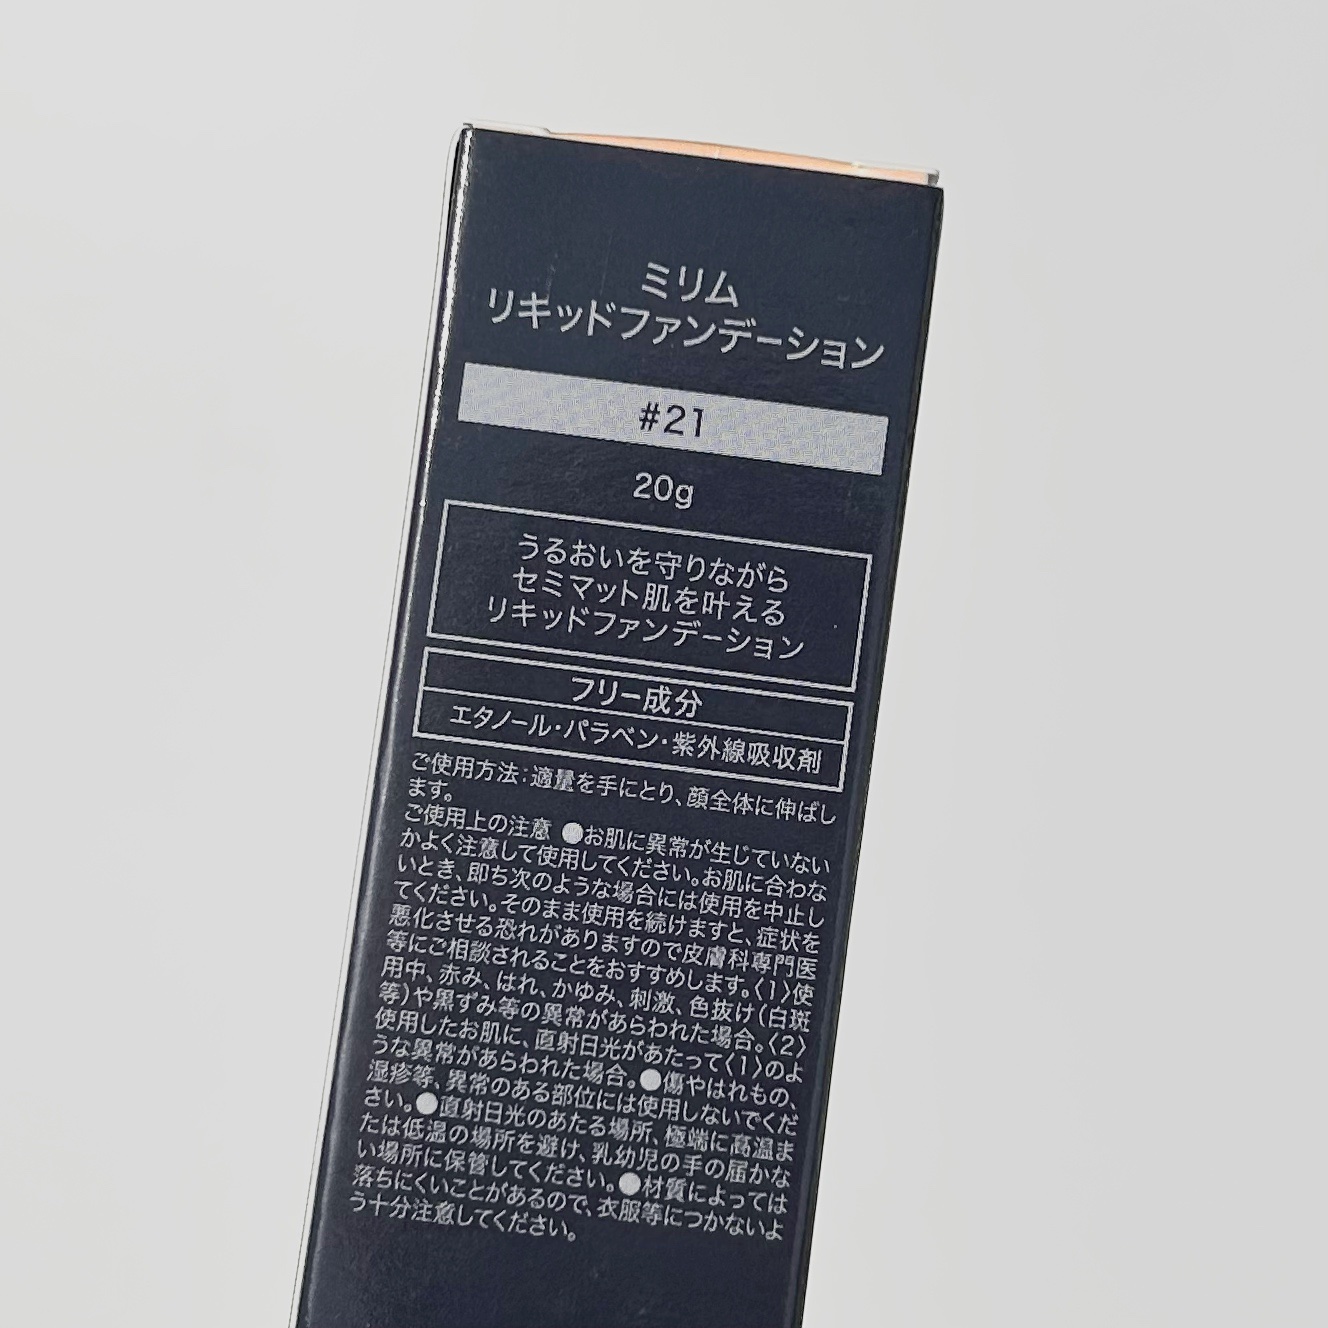 ミリム
リキッドファンデーション
#21
20g
うるおいを守りながら
セミマット肌を叶える
リキッドファンデーション
フリー成分
エタノール・パラベン・紫外線吸収剤
ご使用方法:適量を手にとり、顔全体に伸ばし
ます。
ご使用上の注意 ●お肌に異常が生じていない
かよく注意して使用してください。お肌に合わな
いとき、即ち次のような場合には使用を中止し
てください。そのまま使用を続けますと、症状を
悪化させる恐れがありますので皮膚科専門医
等にご相談されることをおすすめします。〈1〉使
用中、赤み、はれ、かゆみ、刺激、色抜け(白斑
等)や黒ずみ等の異常があらわれた場合。〈2〉
使用したお肌に、直射日光があたって〈1〉のよ
うな異常があらわれた場合。●傷やはれもの、
湿疹等、異常のある部位には使用しないでくだ
さい。●直射日光のあたる場所、極端に高温ま
たは低温の場所を避け、乳幼児の手の届かな
い場所に保管してください。●材質によっては
落ちにくいことがあるので、衣服等につかないよ
う十分注意してください。